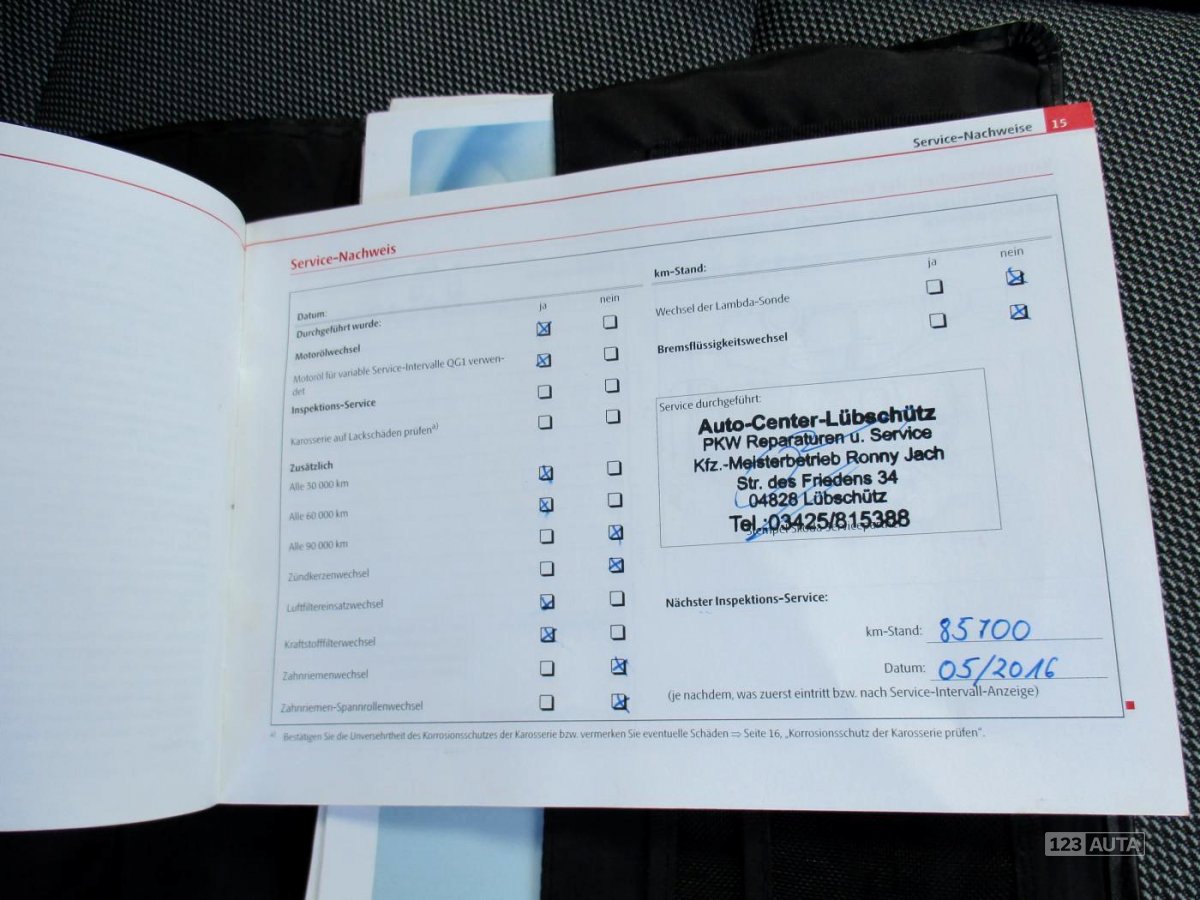 Service-Nachweise 15
Service-Nachweis
Datum:
Durchgeführt wurde:
ja nein
Motorölwechsel
Motoröl für variable Service-Intervalle QG1 verwen-
det
Inspektions-Service
Karosserie auf Lackschäden prüfen a)
Zusätzlich
Alle 30 000 km
Alle 60 000 km
Alle 90 000 km
Zündkerzenwechsel
Luftfiltereinsatzwechsel
Kraftstofffilterwechsel
Zahnriemenwechsel
Zahnriemen-Spannrollenwechsel
km-Stand:
ja nein
Wechsel der Lambda-Sonde
Bremsflüssigkeitswechsel
Service durchgeführt:
Auto-Center-Lübschütz
PKW Reparaturen u. Service
Kfz.-Meisterbetrieb Ronny Jach
Str. des Friedens 34
04828 Lübschütz
Tel.:03425/815388
Nächster Inspektions-Service:
km-Stand: 85700
Datum: 05/2016
(je nachdem, was zuerst eintritt bzw. nach Service-Intervall-Anzeige)
a) Bestätigen Sie die Unversehrtheit des Korrosionsschutzes der Karosserie bzw. vermerken Sie eventuelle Schäden ⇒ Seite 16, „Korrosionsschutz der Karosserie prüfen“.
123 AUTA